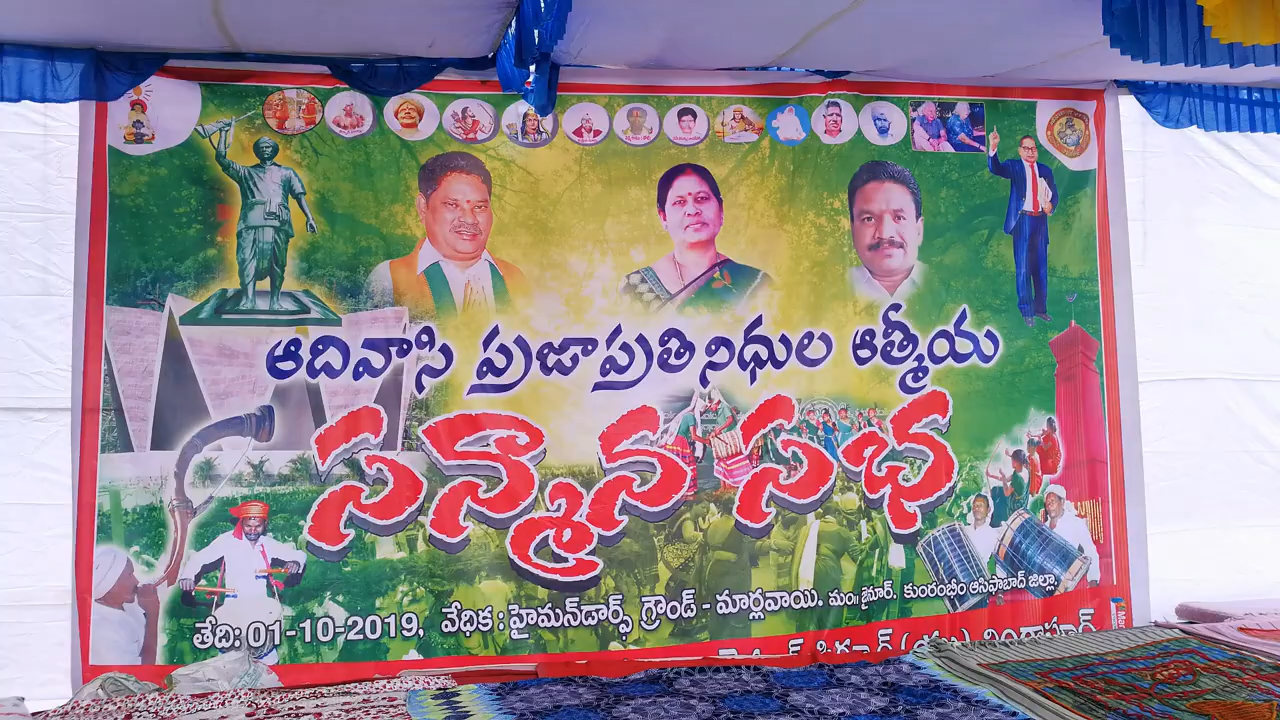 ఆదివాసి ప్రజాప్రతినిధుల ఆత్మీయ
సన్మాన సభ
తేది: 01-10-2019, వేధిక : హైమన్‌డార్ఫ్ గ్రౌండ్ - మార్లవాయి. మం॥ జైనూర్. కుంరంభీం ఆసిఫాబాద్ జిల్లా,